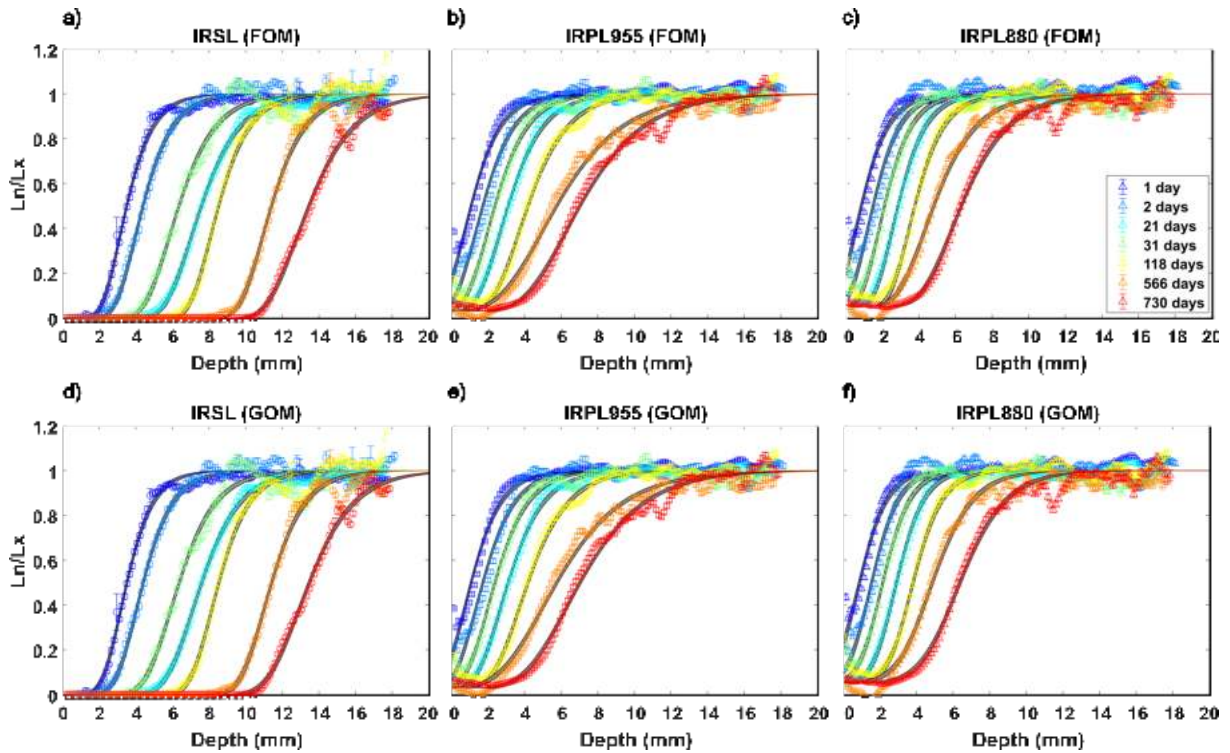 a)
IRSL (FOM)
b)
IRPL955 (FOM)
c)
IRPL880 (FOM)
1.2
1
0.8
0.6
0.4
0.2
0
Ln/Lx
0 2 4 6 8 10 12 14 16 18 20
Depth (mm)
0 2 4 6 8 10 12 14 16 18 20
Depth (mm)
0 2 4 6 8 10 12 14 16 18 20
Depth (mm)
1 day
2 days
21 days
31 days
118 days
566 days
730 days
d)
IRSL (GOM)
e)
IRPL955 (GOM)
f)
IRPL880 (GOM)
1.2
1
0.8
0.6
0.4
0.2
0
Ln/Lx
0 2 4 6 8 10 12 14 16 18 20
Depth (mm)
0 2 4 6 8 10 12 14 16 18 20
Depth (mm)
0 2 4 6 8 10 12 14 16 18 20
Depth (mm)